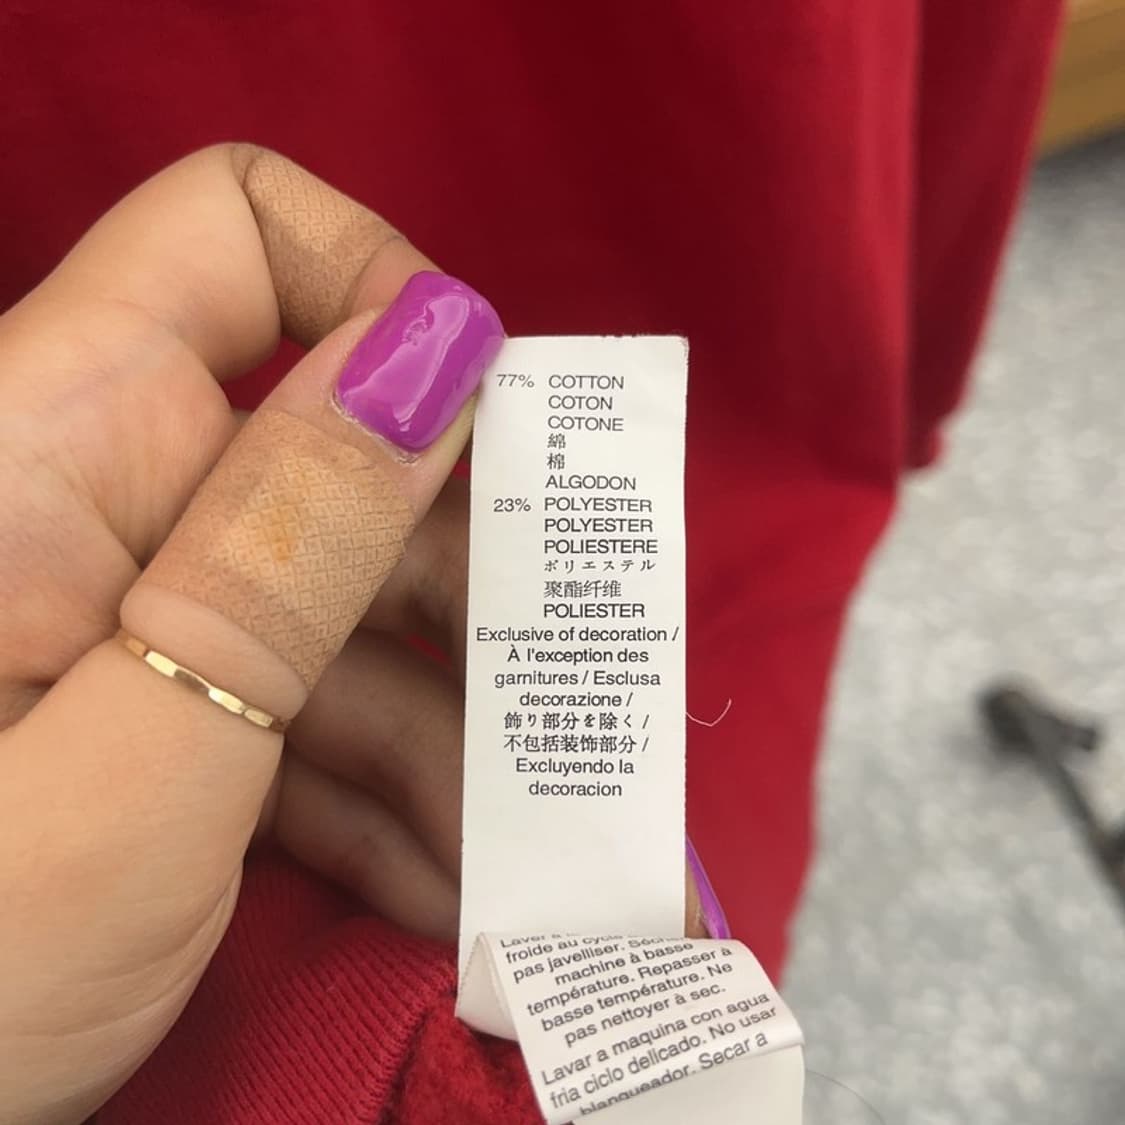 77% COTTON
COTON
COTONE
綿
棉
ALGODON
23% POLYESTER
POLYESTER
POLIESTERE
ポリエステル
聚酯纤维
POLIESTER
Exclusive of decoration /
À l'exception des
garnitures / Esclusa
decorazione /
飾り部分を除く /
不包括装饰部分 /
Excluyendo la
decoracion
Laver à
froide au cycle
pas javelliser. Séch
machine à basse
température. Repasser à
basse température. Ne
pas nettoyer à sec.
Lavar a maquina con agua
fria ciclo delicado. No usar
blanqueador. Secar a